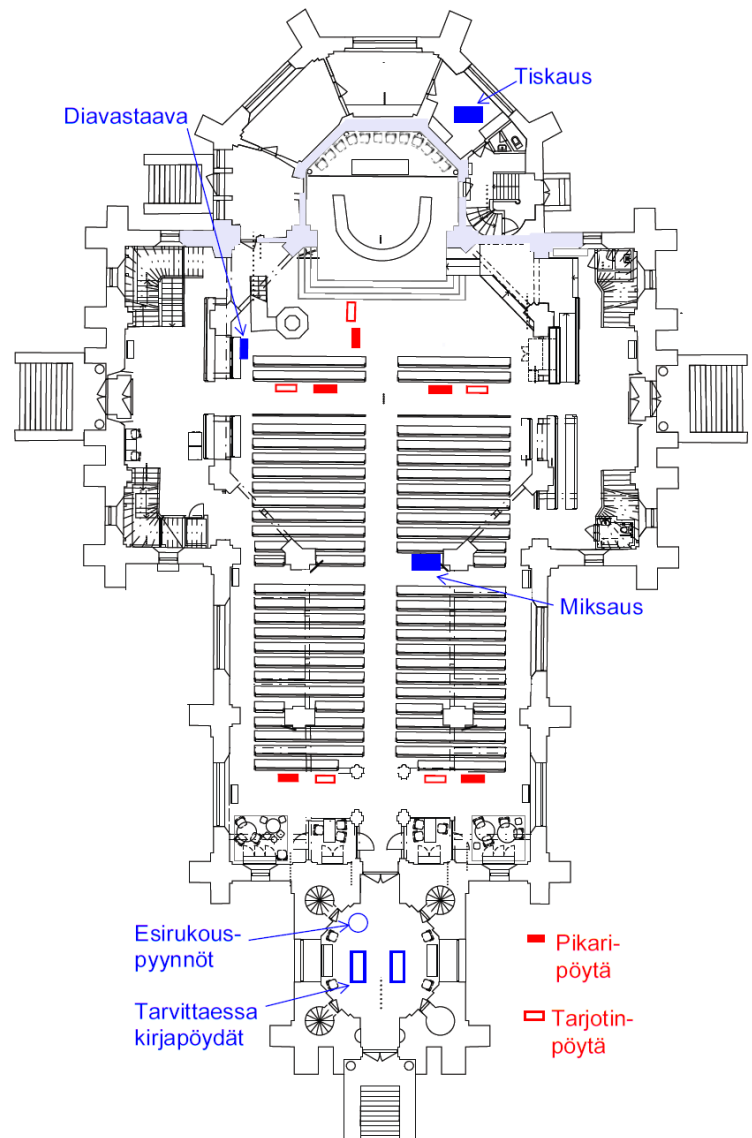 Tiskaus
Diavastaava
Miksaus
Esirukous-
pyynnöt
Tarvittaessa
kirjapöydät
Pikari-
pöytä
Tarjotin-
pöytä